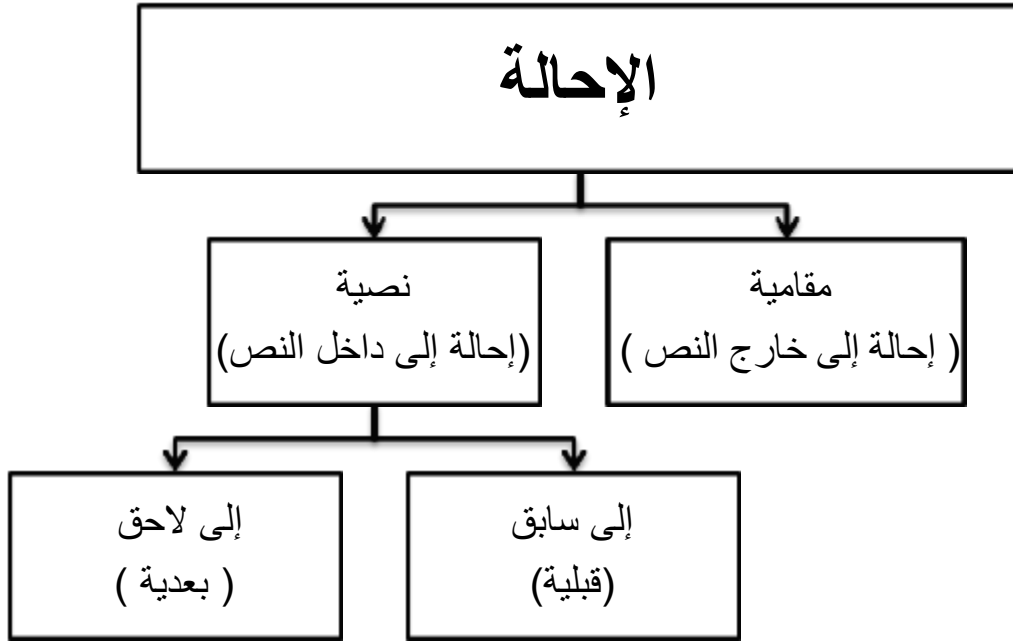 الإحالة
مقامية
( إحالة إلى خارج النص )
نصية
(إحالة إلى داخل النص)
إلى سابق
(قبلية)
إلى لاحق
( بعدية )